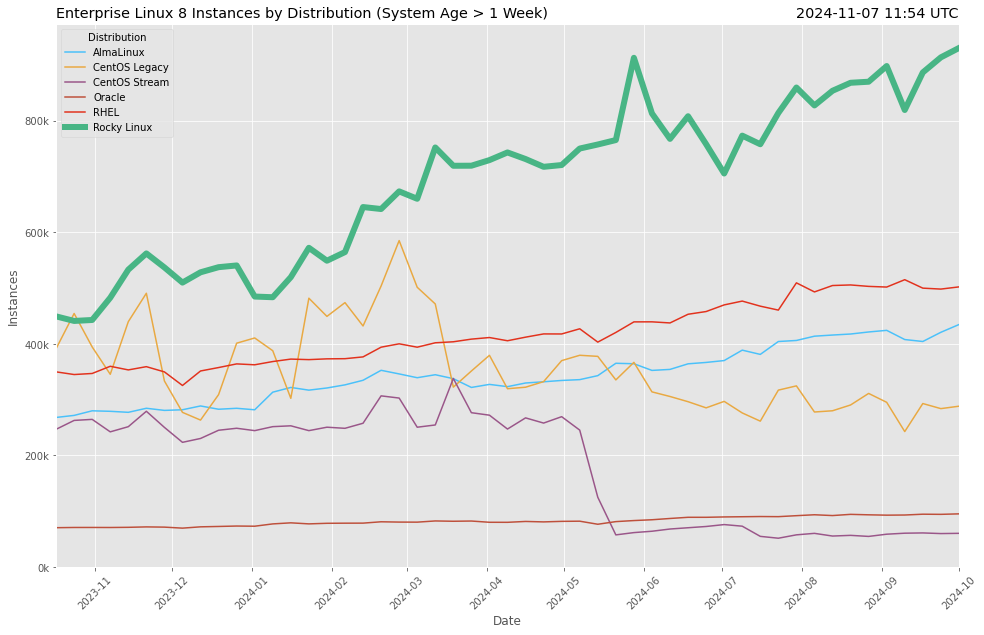 Enterprise Linux 8 Instances by Distribution (System Age > 1 Week)
2024-11-07 11:54 UTC
Distribution
AlmaLinux
CentOS Legacy
CentOS Stream
Oracle
RHEL
Rocky Linux
800k
600k
400k
200k
0k
Instances
2023-11
2023-12
2024-01
2024-02
2024-03
2024-04
2024-05
2024-06
2024-07
2024-08
2024-09
2024-10
Date